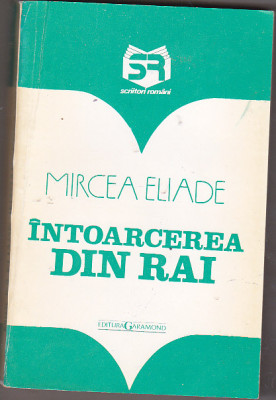 SR
scriitori români
MIRCEA ELIADE
ÎNTOARCEREA
DIN RAI
EDITURA GARAMOND